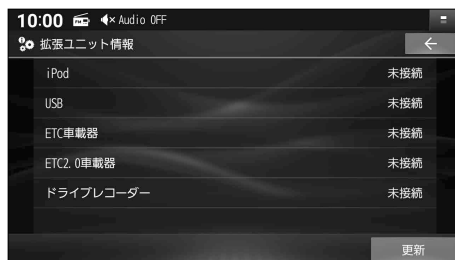 10:00 Audio OFF
拡張ユニット情報
iPod 未接続
USB 未接続
ETC車載器 未接続
ETC2.0車載器 未接続
ドライブレコーダー 未接続
更新